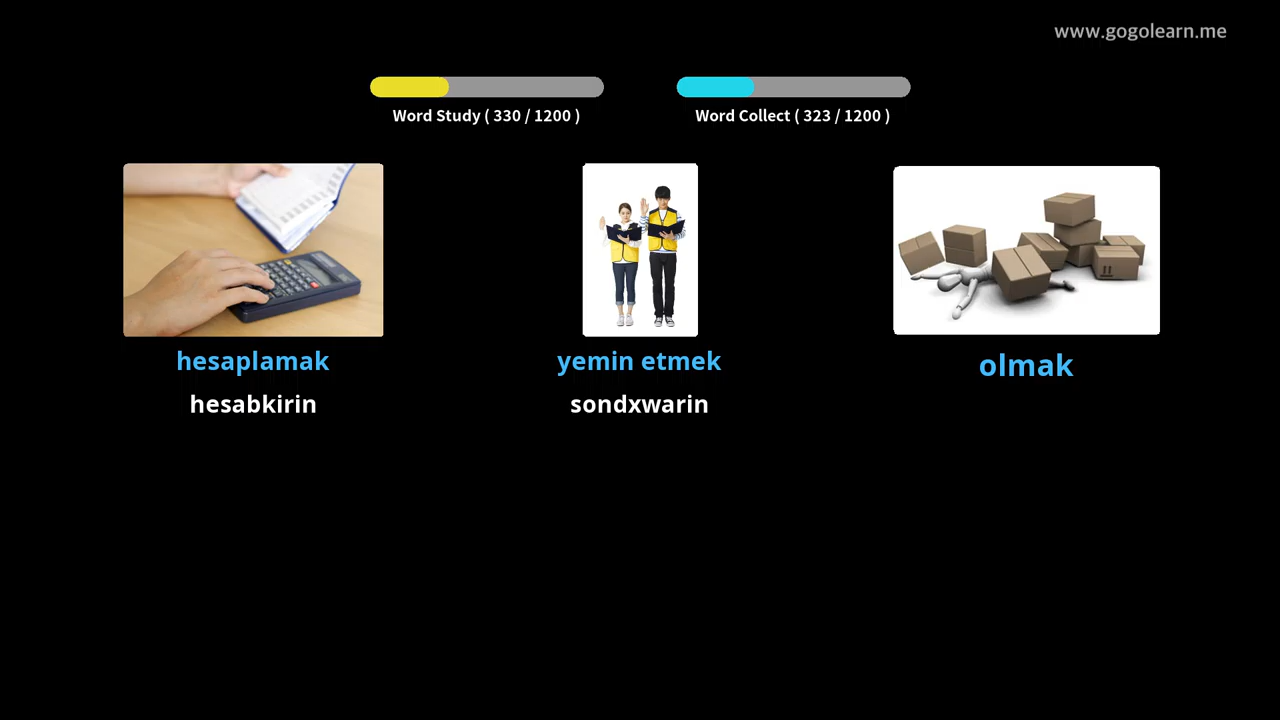 www.gogolearn.me
Word Study ( 330 / 1200 )
Word Collect ( 323 / 1200 )
hesaplamak
hesabkirin
yemin etmek
sondxwarin
olmak